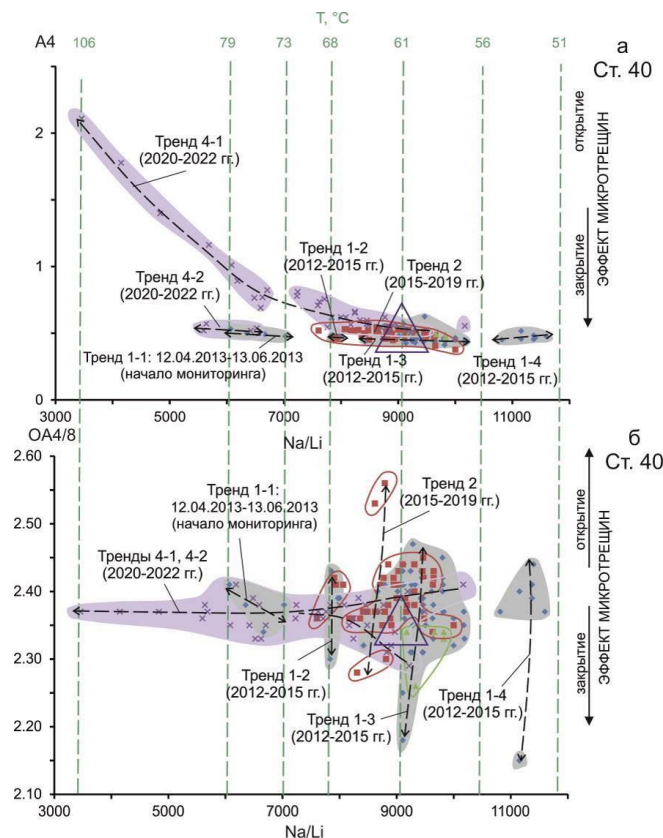 T, °C
A4
106
79
73
68
61
56
51
а
Ст. 40
2
1
0
Тренд 4-1
(2020-2022 гг.)
Тренд 1-2
(2012-2015 гг.)
Тренд 2
(2015-2019 гг.)
Тренд 4-2
(2020-2022 гг.)
Тренд 1-1: 12.04.2013-13.06.2013
(начало мониторинга)
Тренд 1-3
(2012-2015 гг.)
Тренд 1-4
(2012-2015 гг.)
открытие
закрытие
ЭФФЕКТ МИКРОТРЕЩИН
3000
5000
7000
9000
11000
Na/Li
OA4/8
б
Ст. 40
2.60
2.50
2.40
2.30
2.20
2.10
Тренд 1-1:
12.04.2013-13.06.2013
(начало мониторинга)
Тренд 2
(2015-2019 гг.)
Тренды 4-1, 4-2
(2020-2022 гг.)
Тренд 1-2
(2012-2015 гг.)
Тренд 1-3
(2012-2015 гг.)
Тренд 1-4
(2012-2015 гг.)
открытие
закрытие
ЭФФЕКТ МИКРОТРЕЩИН
3000
5000
7000
9000
11000
Na/Li